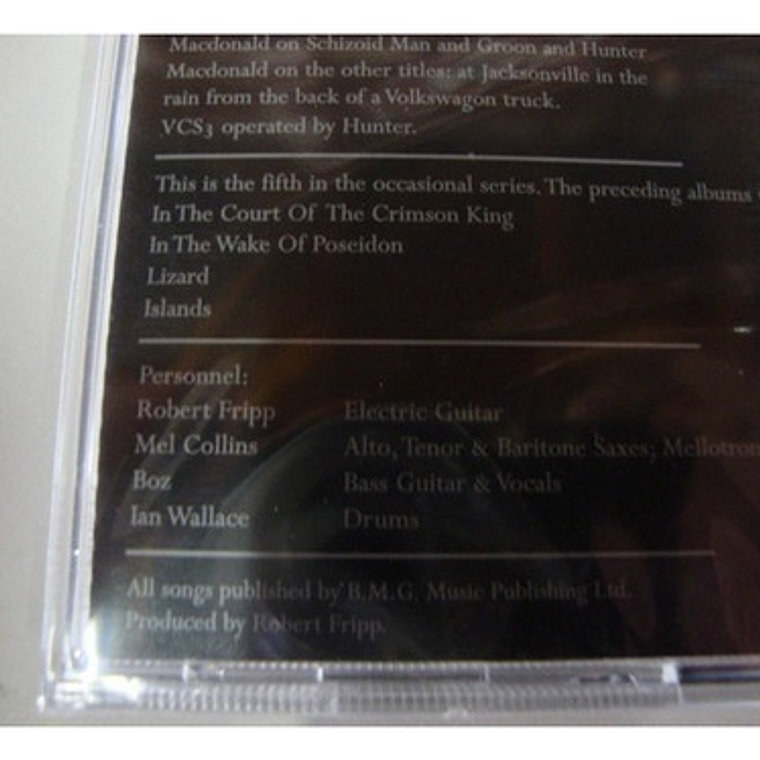 Macdonald on Schizoid Man and Groon and Hunter
Macdonald on the other titles: at Jacksonville in the
rain from the back of a Volkswagon truck.
VCS3 operated by Hunter.
This is the fifth in the occasional series. The preceding albums
In The Court Of The Crimson King
In The Wake Of Poseidon
Lizard
Islands
Personnel:
Robert Fripp Electric Guitar
Mel Collins Alto, Tenor & Baritone Saxes; Mellotron
Boz Bass Guitar & Vocals
Ian Wallace Drums
All songs published by B.M.G. Music Publishing Ltd.
Produced by Robert Fripp.